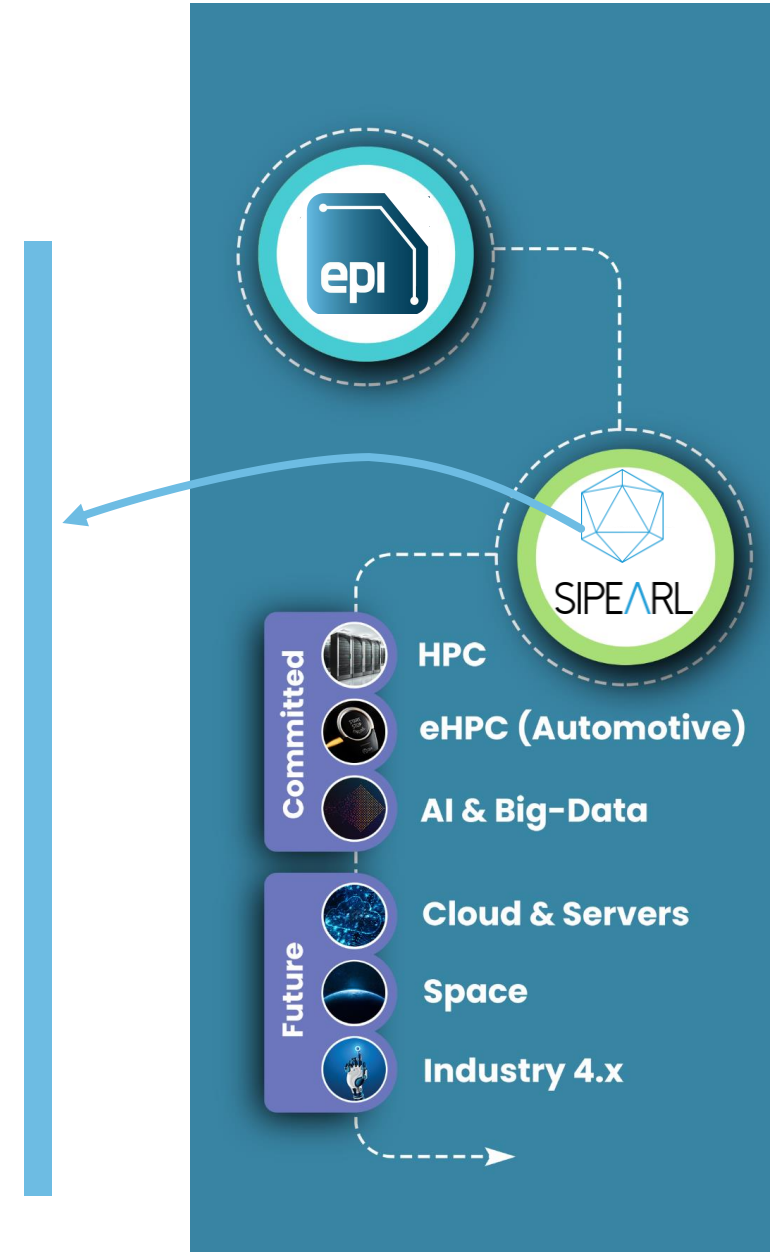 epi
SIPEARL
Committed
HPC
eHPC (Automotive)
AI & Big-Data
Future
Cloud & Servers
Space
Industry 4.x